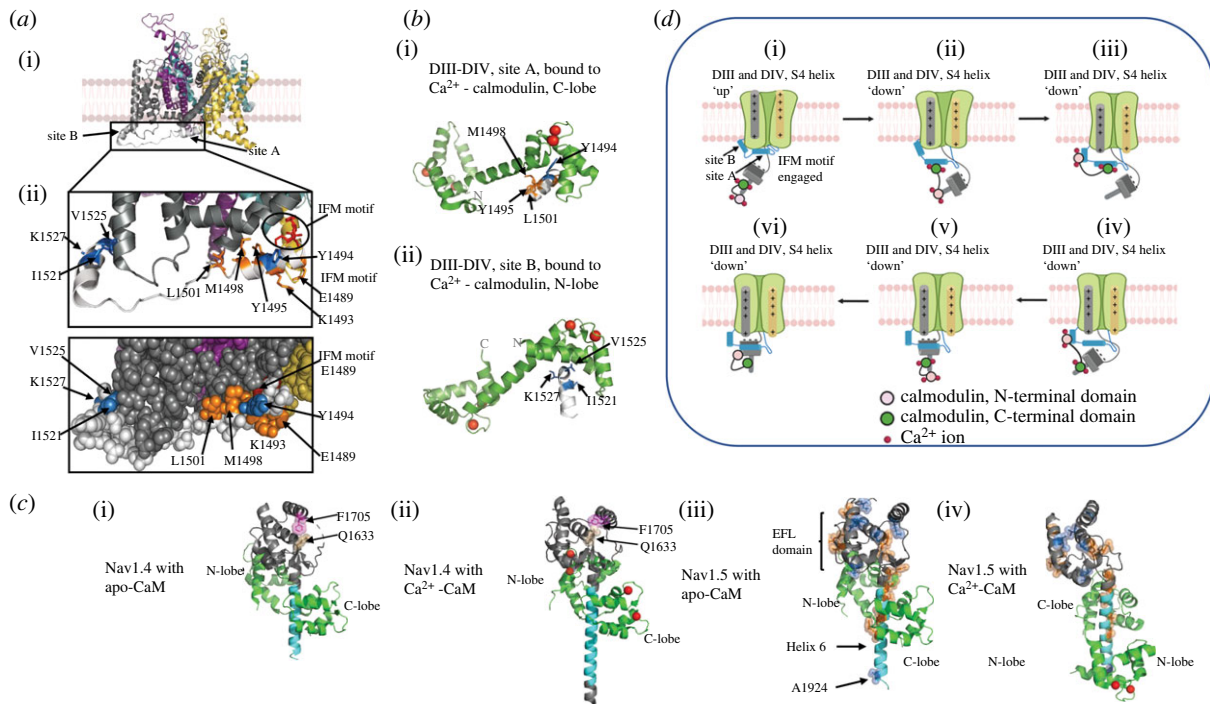 (a)
(i)
site B
site A
(ii)
V1525
K1527
I1521
L1501
M1498
Y1495
IFM motif
Y1494
IFM motif
E1489
K1493
V1525
K1527
I1521
L1501
M1498
K1493
IFM motif
E1489
Y1494
E1489
(b)
(i)
DIII-DIV, site A, bound to
Ca²⁺ - calmodulin, C-lobe
M1498
Y1494
N
Y1495
L1501
(ii)
DIII-DIV, site B, bound to
Ca²⁺ - calmodulin, N-lobe
C
N
V1525
K1527
I1521
(c)
(i)
Nav1.4 with
apo-CaM
F1705
Q1633
N-lobe
C-lobe
(ii)
Nav1.4 with
Ca²⁺ -CaM
F1705
Q1633
N-lobe
C-lobe
(iii)
Nav1.5 with
apo-CaM
EFL
domain
N-lobe
Helix 6
C-lobe
A1924
(iv)
Nav1.5 with
Ca²⁺-CaM
C-lobe
N-lobe
N-lobe
(d)
(i)
DIII and DIV, S4 helix
‘up’
site B
site A
IFM motif
engaged
(ii)
DIII and DIV, S4 helix
‘down’
(iii)
DIII and DIV, S4 helix
‘down’
(vi)
DIII and DIV, S4 helix
‘down’
(v)
DIII and DIV, S4 helix
‘down’
(iv)
DIII and DIV, S4 helix
‘down’
calmodulin, N-terminal domain
calmodulin, C-terminal domain
Ca²⁺ ion